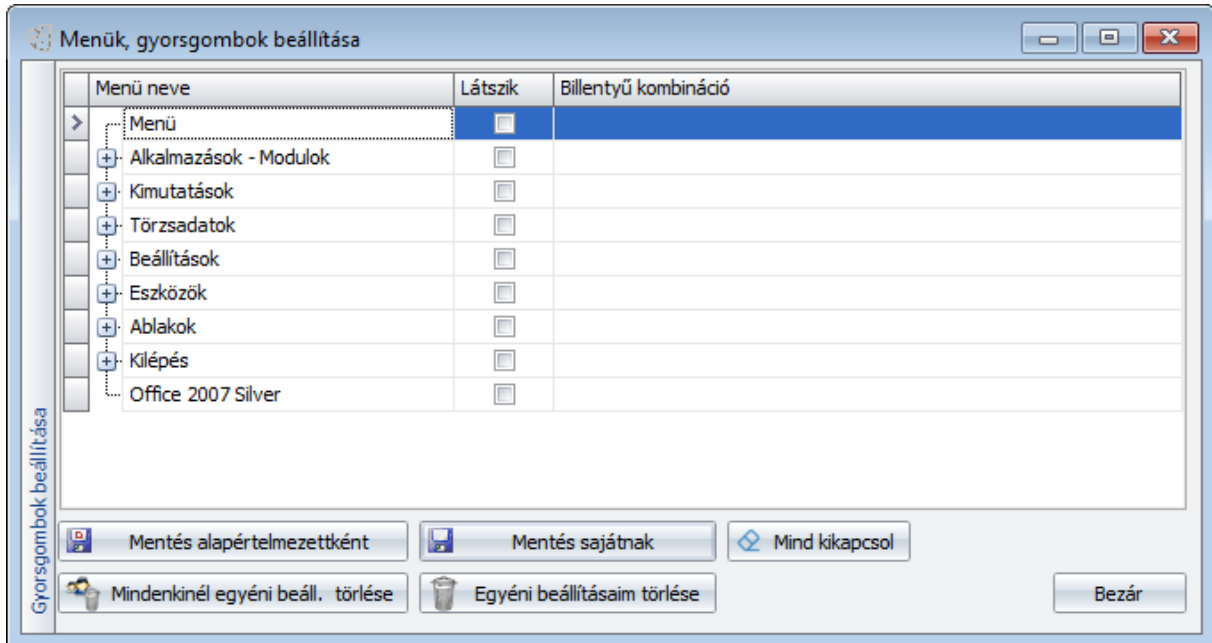 Menük, gyorsgombok beállítása
Menü neve Látszik Billentyű kombináció
Menü
Alkalmazások - Modulok
Kimutatások
Törzsadatok
Beállítások
Eszközök
Ablakok
Kilépés
Office 2007 Silver
Gyorsgombok beállítása
Mentés alapértelmezettként Mentés sajátnak Mind kikapcsol
Mindenkinél egyéni beáll. törlése Egyéni beállításaim törlése Bezár